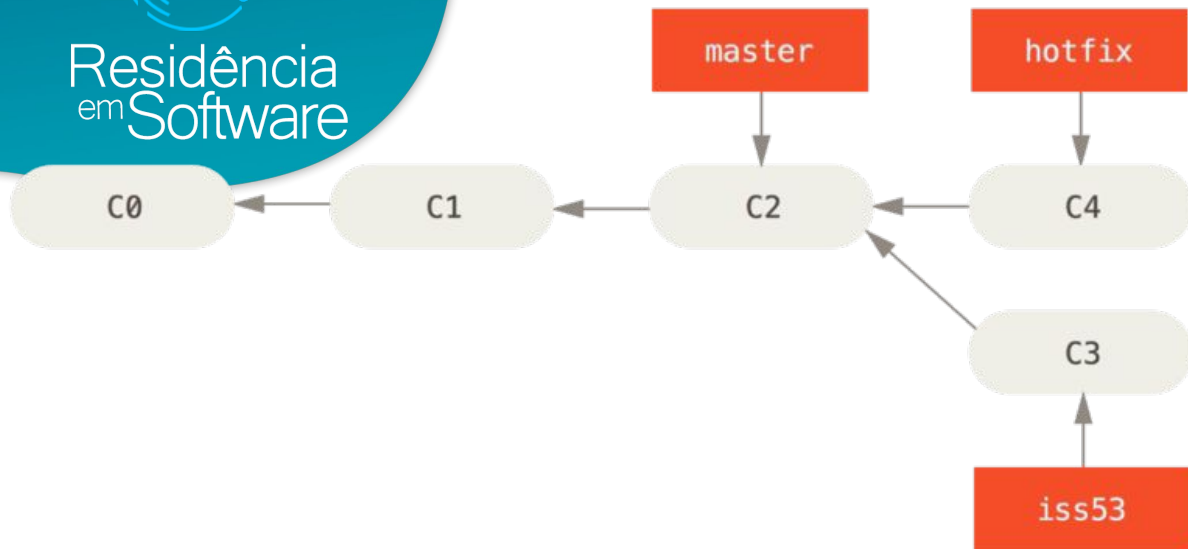 Residência
em Software
master
hotfix
C0
C1
C2
C4
C3
iss53